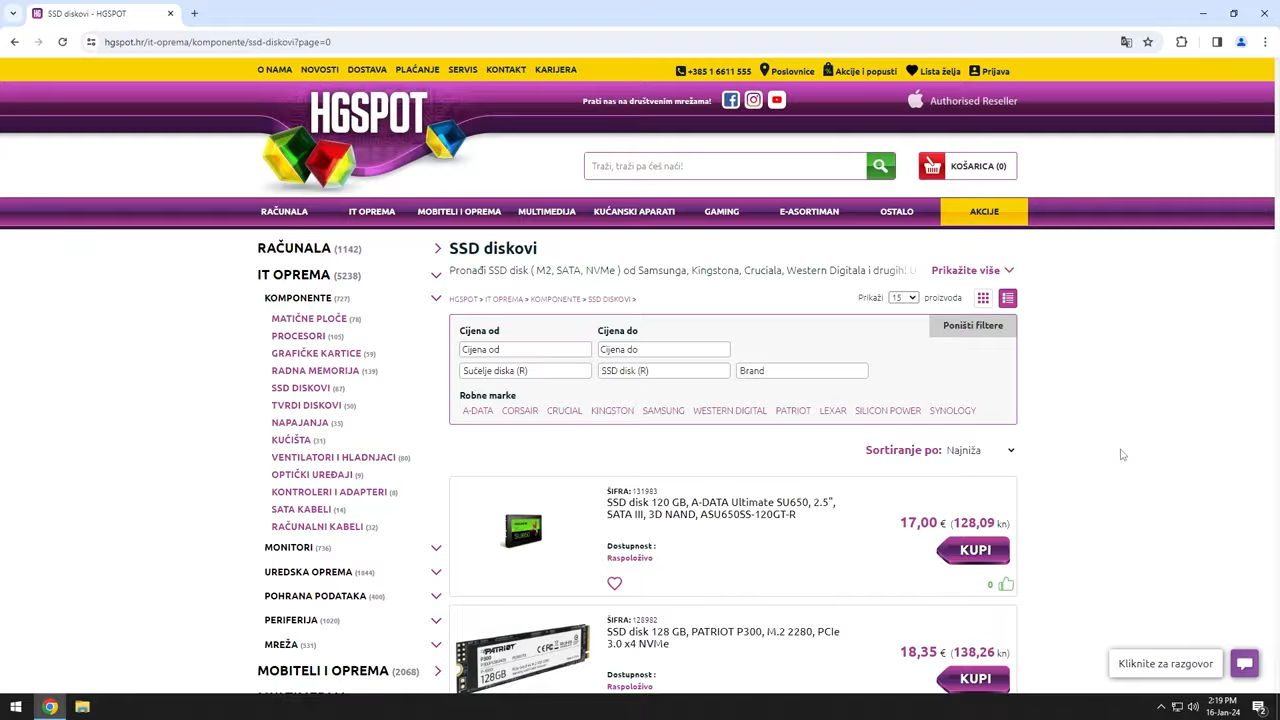 SSD diskovi - HGSPOT
hgspot.hr/it-oprema/komponente/ssd-diskovi?page=0
O NAMA NOVOSTI DOSTAVA PLAĆANJE SERVIS KONTAKT KARIJERA
+385 1 6611 555 Poslovnice Akcije i popusti Lista želja Prijava
HGSPOT
Prati nas na društvenim mrežama!
Authorised Reseller
Traži, traži pa ćeš naći!
KOŠARICA (0)
RAČUNALA IT OPREMA MOBITELI I OPREMA MULTIMEDIJA KUĆANSKI APARATI GAMING E-ASORTIMAN OSTALO AKCIJE
RAČUNALA (1142)
IT OPREMA (5238)
KOMPONENTE (727)
MATIČNE PLOČE (78)
PROCESORI (105)
GRAFIČKE KARTICE (59)
RADNA MEMORIJA (139)
SSD DISKOVI (87)
TVRDI DISKOVI (50)
NAPAJANJA (35)
KUĆIŠTA (31)
VENTILATORI I HLADNJACI (80)
OPTIČKI UREĐAJI (9)
KONTROLERI I ADAPTERI (8)
SATA KABELI (14)
RAČUNALNI KABELI (32)
MONITORI (736)
UREDSKA OPREMA (1844)
POHRANA PODATAKA (400)
PERIFERIJA (1020)
MREŽA (331)
MOBITELI I OPREMA (2068)
SSD diskovi
Pronađi SSD disk ( M2, SATA, NVMe ) od Samsunga, Kingstona, Cruciala, Western Digitala i drugih! U
Prikažite više
HGSPOT > IT OPREMA > KOMPONENTE > SSD DISKOVI >
Prikaži 15 proizvoda
Cijena od Cijena do
Poništi filtere
Cijena od Cijena do
Sučelje diska (R) SSD disk (R) Brand
Robne marke
A-DATA CORSAIR CRUCIAL KINGSTON SAMSUNG WESTERN DIGITAL PATRIOT LEXAR SILICON POWER SYNOLOGY
Sortiranje po: Najniža
ŠIFRA: 131983
SSD disk 120 GB, A-DATA Ultimate SU650, 2.5",
SATA III, 3D NAND, ASU650SS-120GT-R
Dostupnost :
Raspoloživo
17,00 € (128,09 kn)
KUPI
0
SU650
ŠIFRA: 128982
SSD disk 128 GB, PATRIOT P300, M.2 2280, PCIe
3.0 x4 NVMe
Dostupnost :
Raspoloživo
18,35 € (138,26 kn)
KUPI
PATRIOT
P300
128GB
Kliknite za razgovor
2:19 PM
16-Jan-24
2